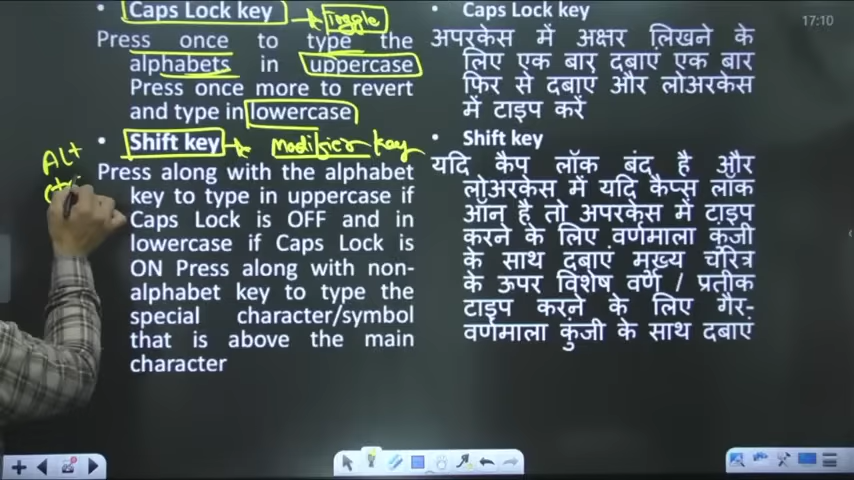 17:10
• Caps Lock key → Toggle
Press once to type the
alphabets in uppercase
Press once more to revert
and type in lowercase
• Shift key → Modifier key
Alt
Press along with the alphabet
key to type in uppercase if
Caps Lock is OFF and in
lowercase if Caps Lock is
ON Press along with non-
alphabet key to type the
special character/symbol
that is above the main
character
• Caps Lock key
अपरकेस में अक्षर लिखने के
लिए एक बार दबाएं एक बार
फिर से दबाएं और लोअरकेस
में टाइप करें
• Shift key
यदि कैप्स लॉक बंद है और
लोअरकेस में यदि कैप्स लॉक
ऑन है तो अपरकेस में टाइप
करने के लिए वर्णमाला कुंजी
के साथ दबाएं मुख्य चरित्र
के ऊपर विशेष वर्ण / प्रतीक
टाइप करने के लिए गैर-
वर्णमाला कुंजी के साथ दबाएं